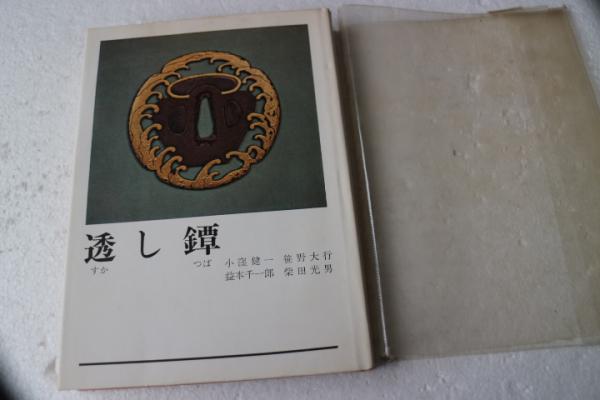 透し鐔
すか つば
小窪健一 笹野大行
益本千一郎 柴田光男